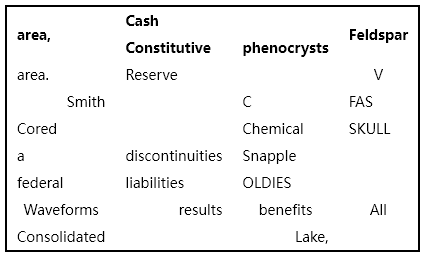 area, Cash Constitutive phenocrysts Feldspar
area. Reserve V
Smith C FAS
Cored Chemical SKULL
a discontinuities Snapple
federal liabilities OLDIES
Waveforms results benefits All
Consolidated Lake,